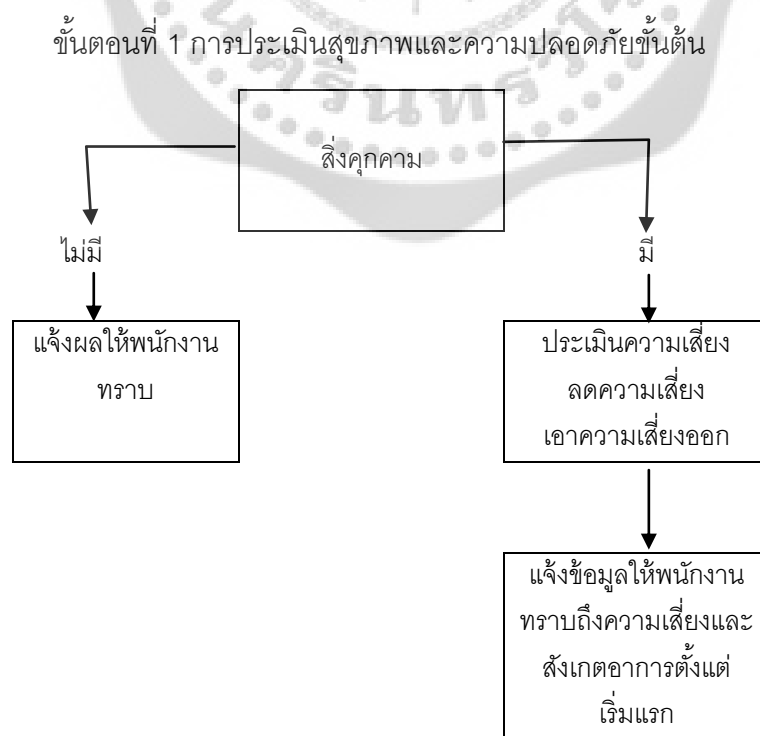 ขั้นตอนที่ 1 การประเมินสุขภาพและความปลอดภัยขั้นต้น
สิ่งคุกคาม
ไม่มี
มี
แจ้งผลให้พนักงาน
ทราบ
ประเมินความเสี่ยง
ลดความเสี่ยง
เอาความเสี่ยงออก
แจ้งข้อมูลให้พนักงาน
ทราบถึงความเสี่ยงและ
สังเกตอาการตั้งแต่
เริ่มแรก